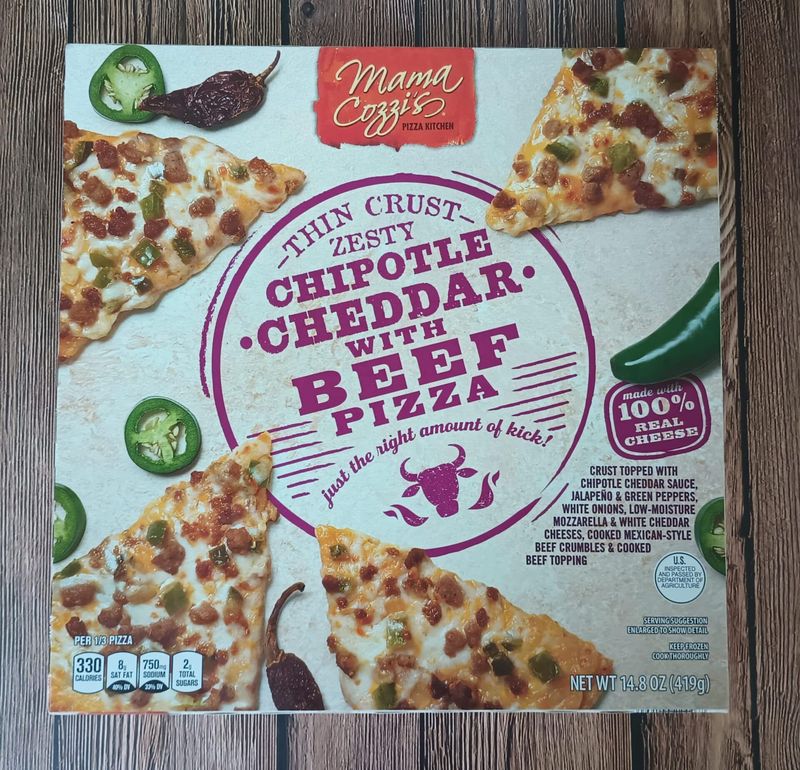 Mama
Cozzi's®
PIZZA KITCHEN
THIN CRUST
ZESTY
CHIPOTLE
•CHEDDAR•
WITH
BEEF
PIZZA
just the right amount of kick!
made with
100%
REAL
CHEESE
CRUST TOPPED WITH
CHIPOTLE CHEDDAR SAUCE,
JALAPEÑO & GREEN PEPPERS,
WHITE ONIONS, LOW-MOISTURE
MOZZARELLA & WHITE CHEDDAR
CHEESES, COOKED MEXICAN-STYLE
BEEF CRUMBLES & COOKED
BEEF TOPPING
U.S.
INSPECTED
AND PASSED BY
DEPARTMENT OF
AGRICULTURE
SERVING SUGGESTION
ENLARGED TO SHOW DETAIL
KEEP FROZEN
COOK THOROUGHLY
NET WT 14.8 OZ (419g)
PER 1/3 PIZZA
330
CALORIES
8g
SAT FAT
40% DV
750mg
SODIUM
33% DV
2g
TOTAL
SUGARS